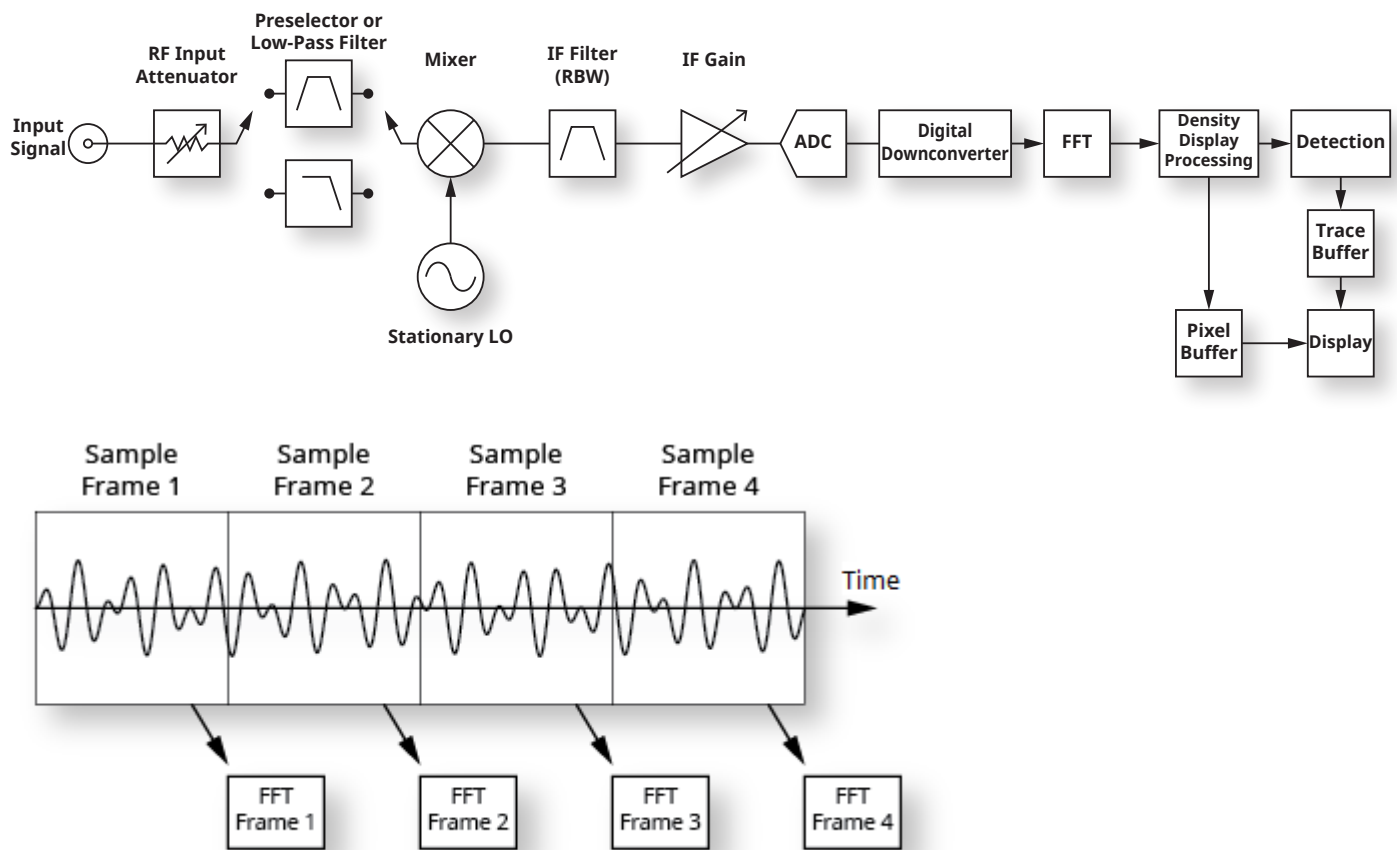 Preselector or
Low-Pass Filter
RF Input
Attenuator
Mixer
IF Filter
(RBW)
IF Gain
Input
Signal
ADC
Digital
Downconverter
FFT
Density
Display
Processing
Detection
Trace
Buffer
Stationary LO
Pixel
Buffer
Display
Sample
Frame 1
Sample
Frame 2
Sample
Frame 3
Sample
Frame 4
Time
FFT
Frame 1
FFT
Frame 2
FFT
Frame 3
FFT
Frame 4